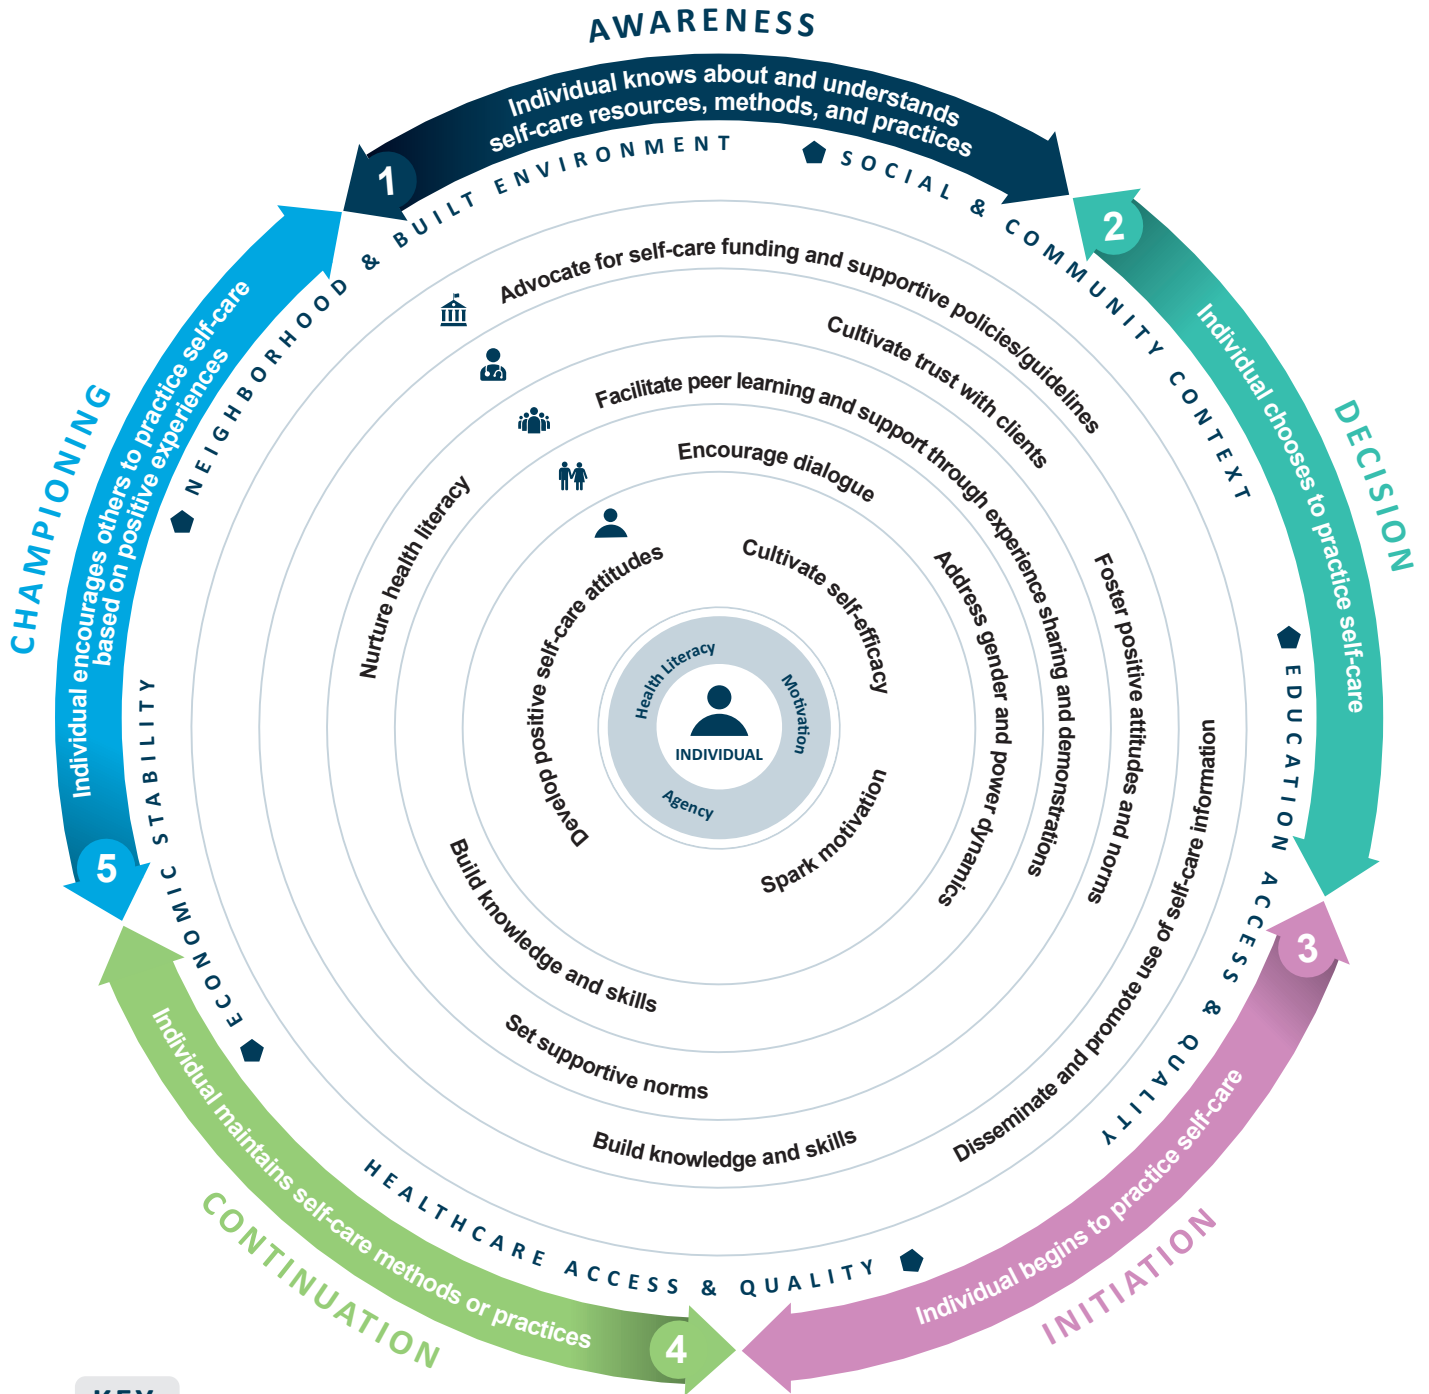 AWARENESS
Individual knows about and understands
self-care resources, methods, and practices
1
2
DECISION
Individual chooses to practice self-care
3
INITIATION
Individual begins to practice self-care
4
CONTINUATION
Individual maintains self-care methods or practices
5
CHAMPIONING
Individual encourages others to practice self-care
based on positive experiences
NEIGHBORHOOD & BUILT ENVIRONMENT
SOCIAL & COMMUNITY CONTEXT
EDUCATION ACCESS & QUALITY
HEALTHCARE ACCESS & QUALITY
ECONOMIC STABILITY
Advocate for self-care funding and supportive policies/guidelines
Disseminate and promote use of self-care information
Cultivate trust with clients
Foster positive attitudes and norms
Build knowledge and skills
Nurture health literacy
Facilitate peer learning and support through experience sharing and demonstrations
Set supportive norms
Encourage dialogue
Address gender and power dynamics
Build knowledge and skills
Develop positive self-care attitudes
Cultivate self-efficacy
Spark motivation
Health Literacy
Motivation
Agency
INDIVIDUAL
KEY